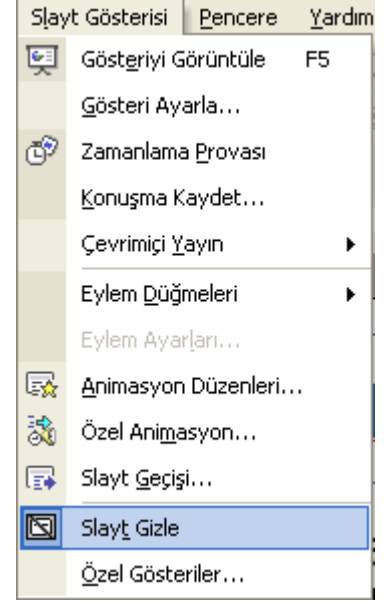 Slayt Gösterisi Pencere Yardım
Gösteriyi Görüntüle F5
Gösteri Ayarla...
Zamanlama Provası
Konuşma Kaydet...
Çevrimiçi Yayın
Eylem Düğmeleri
Eylem Ayarları...
Animasyon Düzenleri...
Özel Animasyon...
Slayt Geçişi...
Slayt Gizle
Özel Gösteriler...